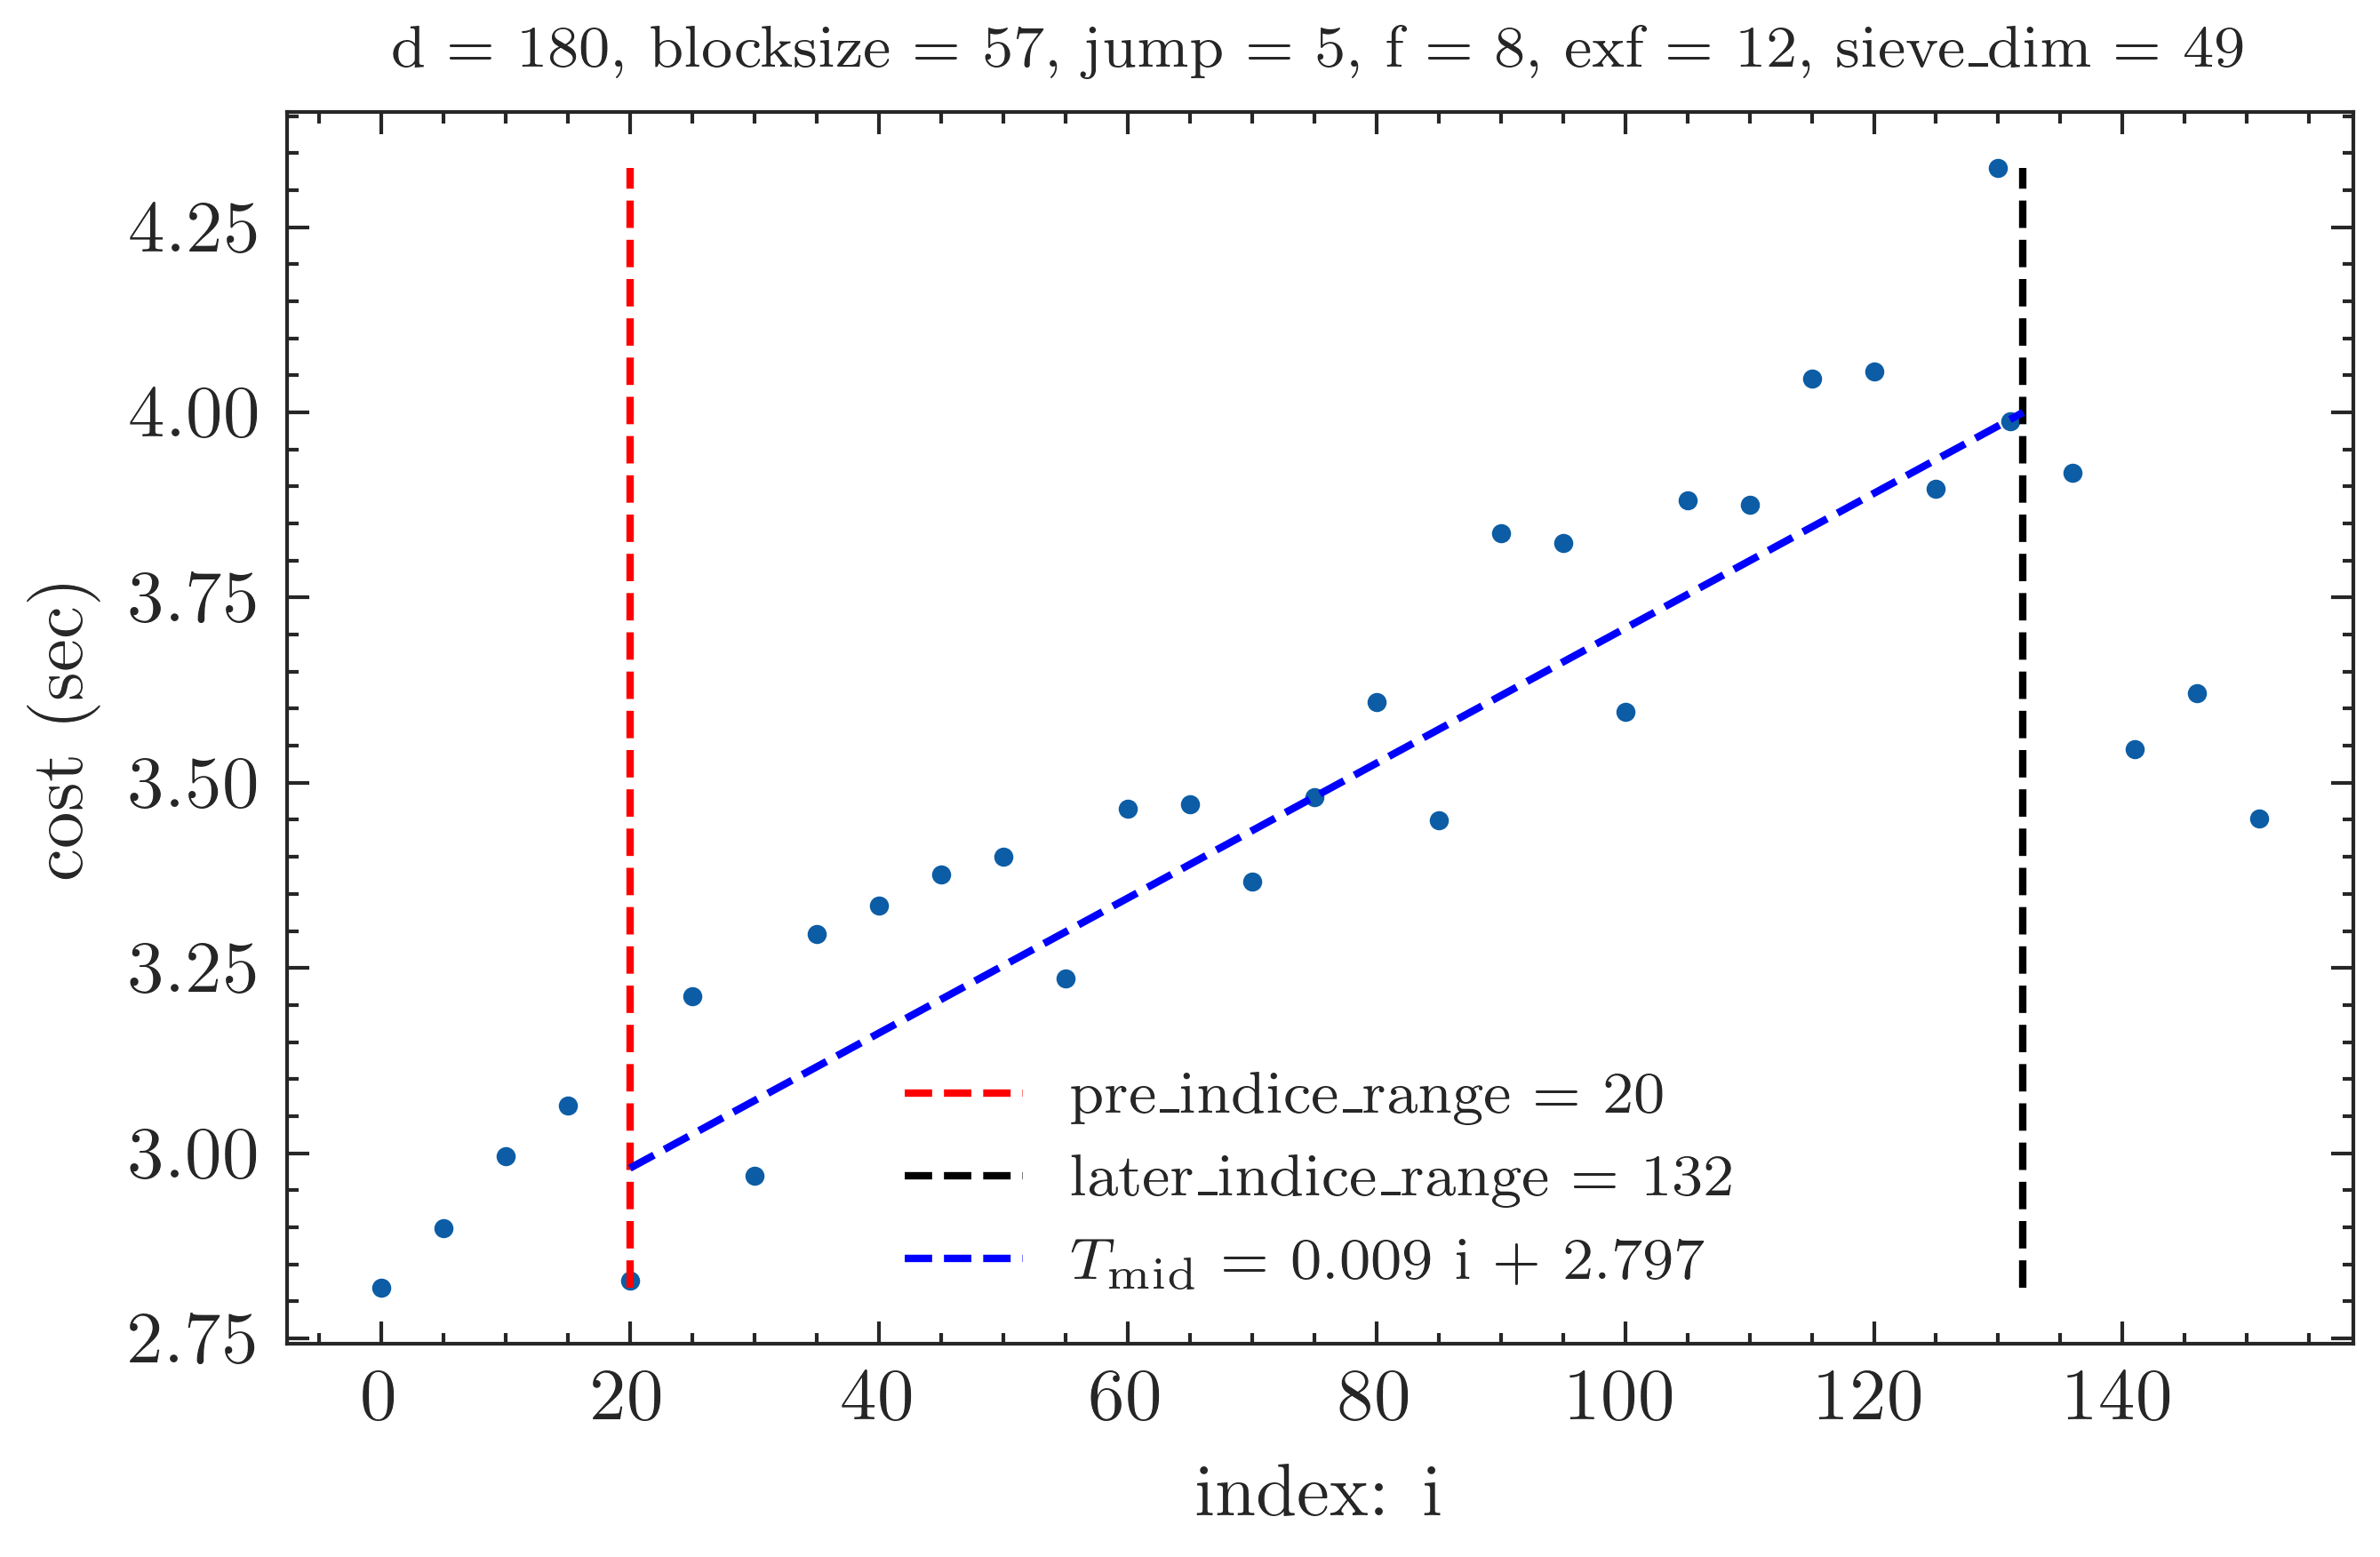 d = 180, blocksize = 57, jump = 5, f = 8, exf = 12, sieve_dim = 49
4.25
4.00
3.75
3.50
3.25
3.00
2.75
cost (sec)
pre_indice_range = 20
later_indice_range = 132
T_mid = 0.009 i + 2.797
0 20 40 60 80 100 120 140
index: i